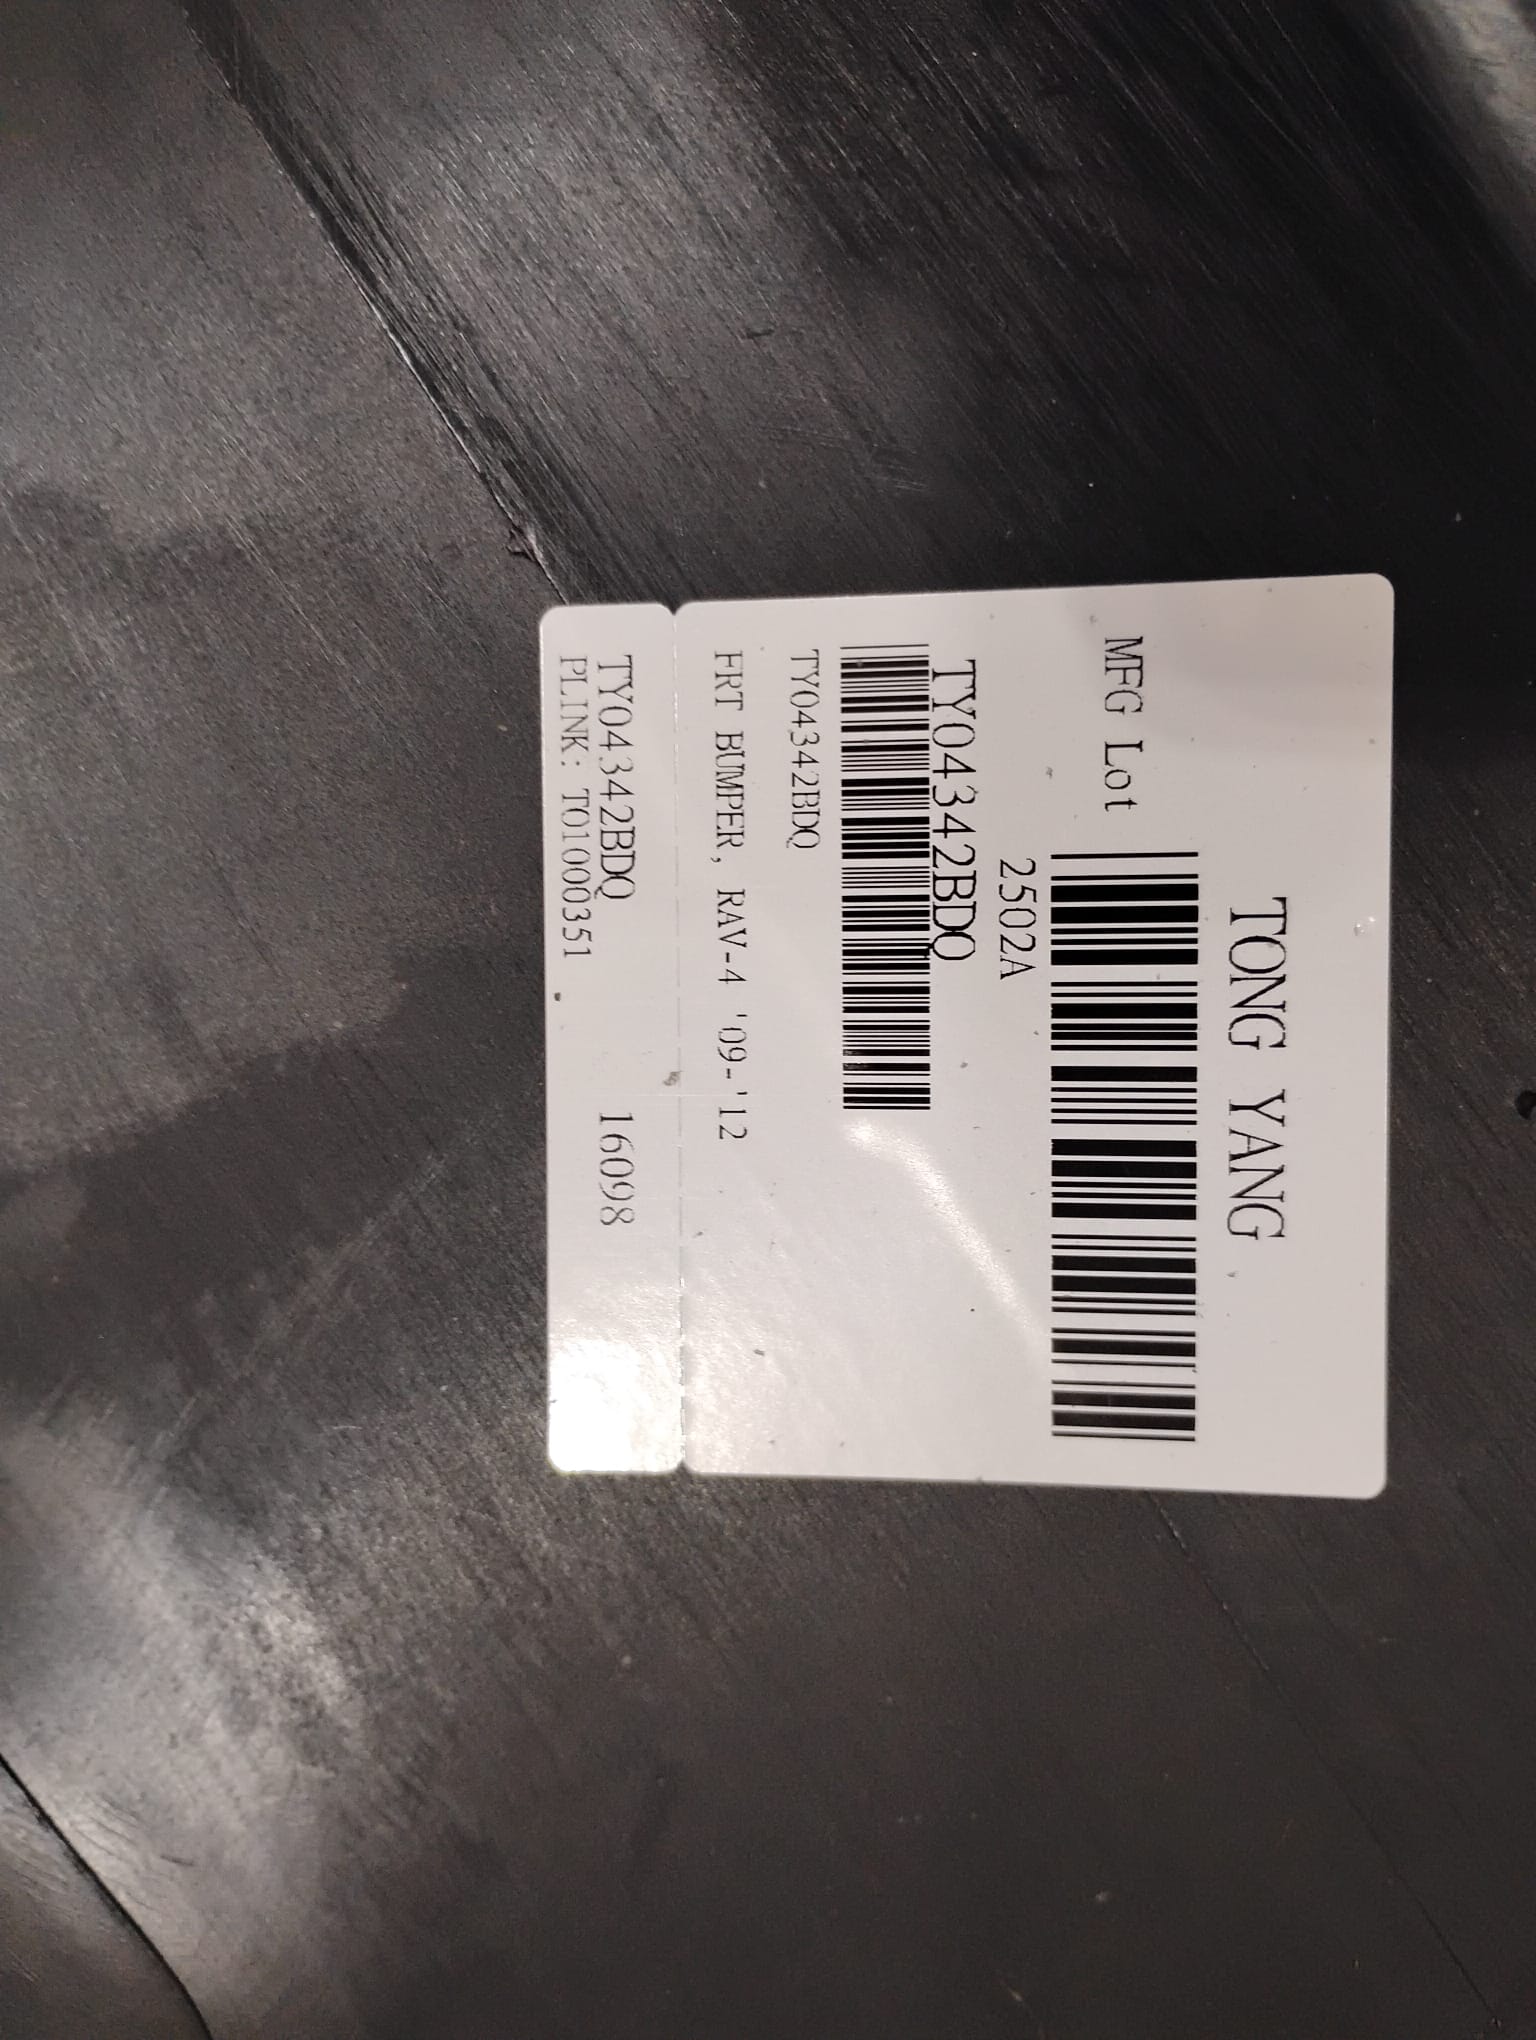 TONG YANG
MFG Lot
2502A
TY04342BDQ
TY04342BDQ
FRT BUMPER, RAV-4 '09-'12
TY04342BDQ 16098
PLINK: TO1000351